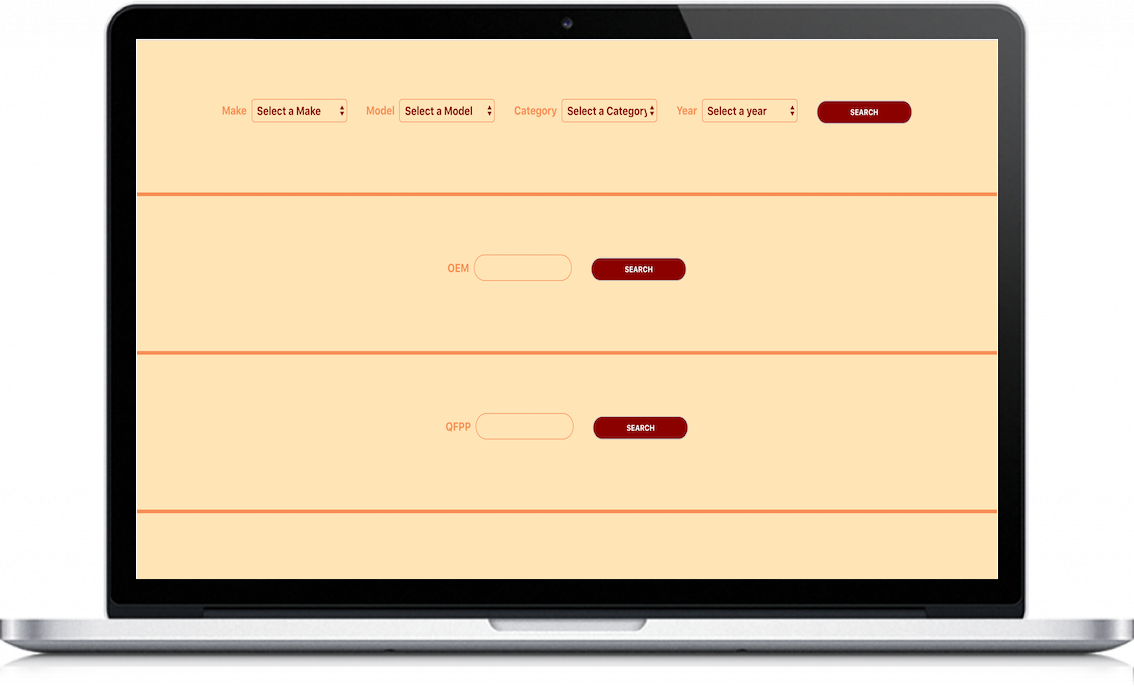 Make Select a Make Model Select a Model Category Select a Category Year Select a year SEARCH
OEM SEARCH
QFPP SEARCH